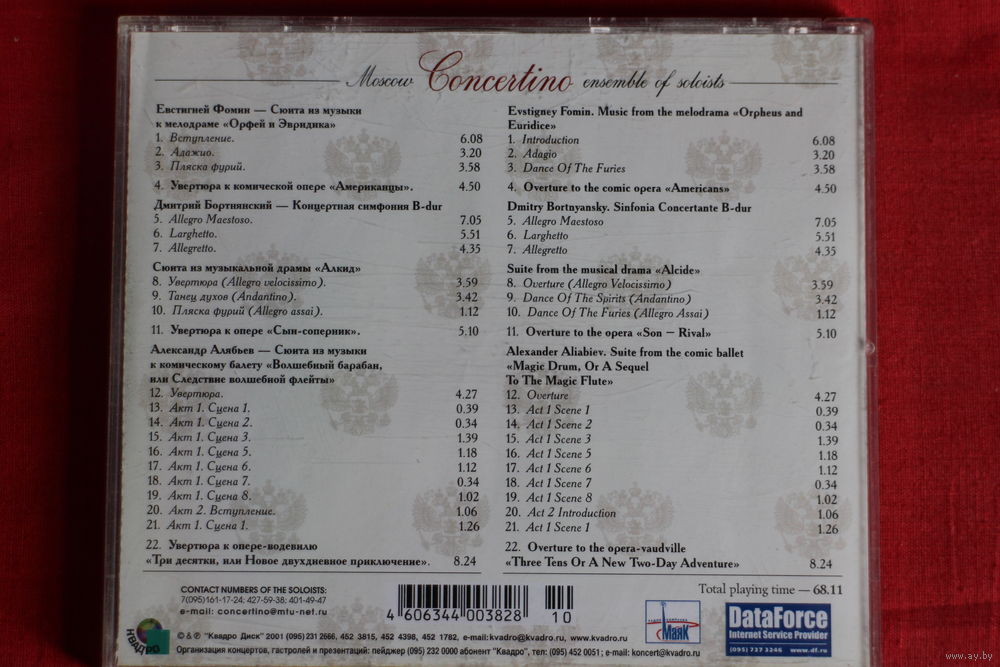 Moscow Concertino ensemble of soloists
Евстигней Фомин — Сюита из музыки
к мелодраме «Орфей и Эвридика»
1. Вступление. 6.08
2. Адажио. 3.20
3. Пляска фурий. 3.58
4. Увертюра к комической опере «Американцы». 4.50
Дмитрий Бортнянский — Концертная симфония B-dur
5. Allegro Maestoso. 7.05
6. Larghetto. 5.51
7. Allegretto. 4.35
Сюита из музыкальной драмы «Алкид»
8. Увертюра (Allegro velocissimo). 3.59
9. Танец духов (Andantino). 3.42
10. Пляска фурий (Allegro assai). 1.12
11. Увертюра к опере «Сын-соперник». 5.10
Александр Алябьев — Сюита из музыки
к комическому балету «Волшебный барабан,
или Следствие волшебной флейты»
12. Увертюра. 4.27
13. Акт 1. Сцена 1. 0.39
14. Акт 1. Сцена 2. 0.34
15. Акт 1. Сцена 3. 1.39
16. Акт 1. Сцена 5. 1.18
17. Акт 1. Сцена 6. 1.12
18. Акт 1. Сцена 7. 0.34
19. Акт 1. Сцена 8. 1.02
20. Акт 2. Вступление. 1.06
21. Акт 1. Сцена 1. 1.26
22. Увертюра к опере-водевилю
«Три десятки, или Новое двухдневное приключение». 8.24
Evstigney Fomin. Music from the melodrama «Orpheus and
Euridice»
1. Introduction 6.08
2. Adagio 3.20
3. Dance Of The Furies 3.58
4. Overture to the comic opera «Americans» 4.50
Dmitry Bortnyansky. Sinfonia Concertante B-dur
5. Allegro Maestoso 7.05
6. Larghetto 5.51
7. Allegretto 4.35
Suite from the musical drama «Alcide»
8. Overture (Allegro Velocissimo) 3.59
9. Dance Of The Spirits (Andantino) 3.42
10. Dance Of The Furies (Allegro Assai) 1.12
11. Overture to the opera «Son — Rival» 5.10
Alexander Aliabiev. Suite from the comic ballet
«Magic Drum, Or A Sequel
To The Magic Flute»
12. Overture 4.27
13. Act 1 Scene 1 0.39
14. Act 1 Scene 2 0.34
15. Act 1 Scene 3 1.39
16. Act 1 Scene 5 1.18
17. Act 1 Scene 6 1.12
18. Act 1 Scene 7 0.34
19. Act 1 Scene 8 1.02
20. Act 2 Introduction 1.06
21. Act 1 Scene 1 1.26
22. Overture to the opera-vaudville
«Three Tens Or A New Two-Day Adventure» 8.24
Total playing time — 68.11
CONTACT NUMBERS OF THE SOLOISTS:
7(095)161-17-24; 427-59-38; 401-49-47
e-mail: concertino@mtu-net.ru
4 606344 003828 10
МАЯК
DataForce
Internet Service Provider
(095) 737 3246 www.df.ru
КВАДРО
© & ℗ "Квадро Диск" 2001 (095) 231 2666, 452 3815, 452 4398, 452 1782, e-mail: kvadro@kvadro.ru, www.kvadro.ru
Организация концертов, гастролей и презентаций: пейджер (095) 232 0000 абонент "Квадро", тел. (095) 452 0051; e-mail: koncert@kvadro.ru
www.ay.by